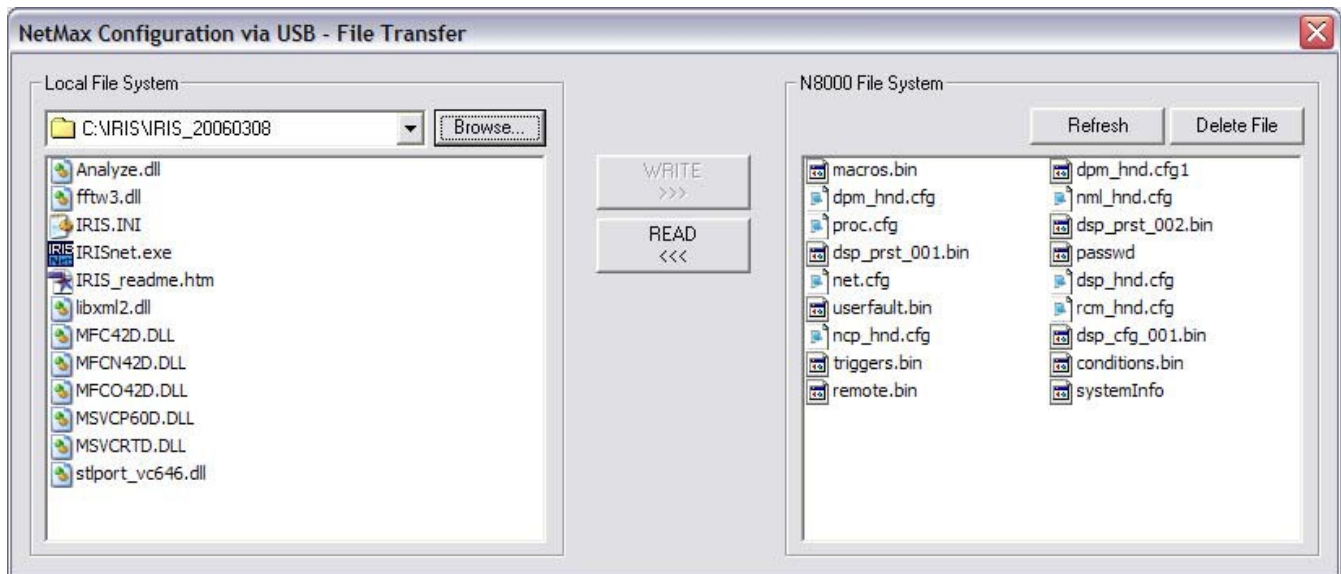 NetMax Configuration via USB - File Transfer
Local File System
C:\IRIS\IRIS_20060308
Browse...
Analyze.dll
fftw3.dll
IRIS.INI
IRISnet.exe
IRIS_readme.htm
libxml2.dll
MFC42D.DLL
MFCN42D.DLL
MFCO42D.DLL
MSVCP60D.DLL
MSVCRTD.DLL
stlport_vc646.dll
WRITE
>>>
READ
<<<
N8000 File System
Refresh
Delete File
macros.bin
dpm_hnd.cfg
proc.cfg
dsp_prst_001.bin
net.cfg
userfault.bin
ncp_hnd.cfg
triggers.bin
remote.bin
dpm_hnd.cfg1
nml_hnd.cfg
dsp_prst_002.bin
passwd
dsp_hnd.cfg
rcm_hnd.cfg
dsp_cfg_001.bin
conditions.bin
systemInfo